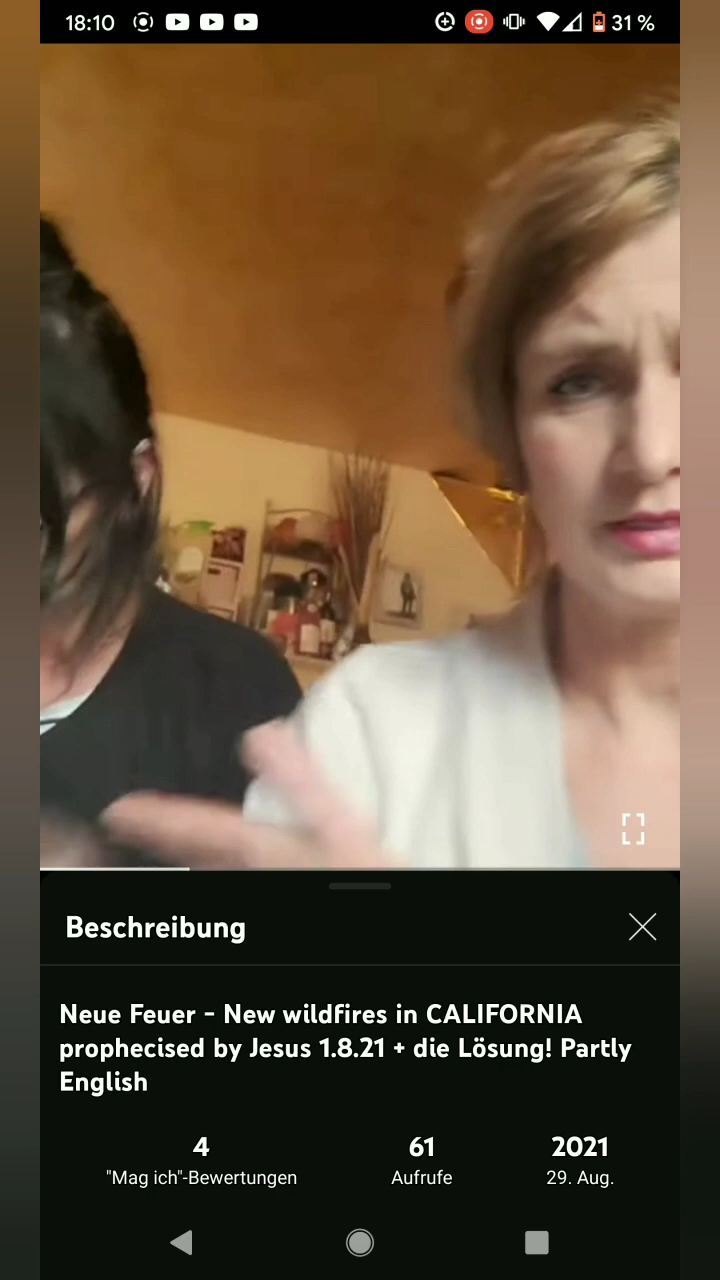 18:10
31 %
Beschreibung
Neue Feuer - New wildfires in CALIFORNIA
prophecised by Jesus 1.8.21 + die Lösung! Partly
English
4 61 2021
"Mag ich"-Bewertungen Aufrufe 29. Aug.